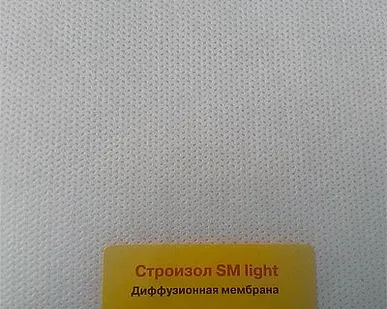 Строизол SM light
Диффузионная мембрана